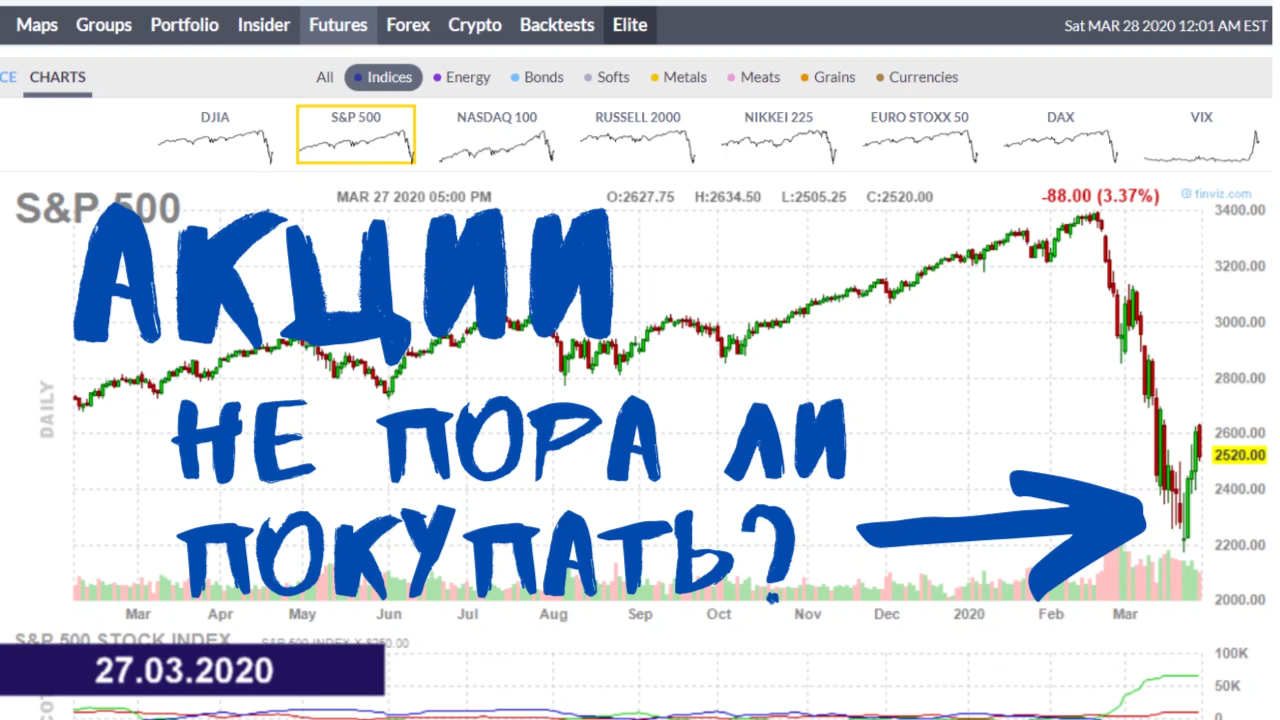 Maps Groups Portfolio Insider Futures Forex Crypto Backtests Elite Sat MAR 28 2020 12:01 AM EST
CE CHARTS All Indices Energy Bonds Softs Metals Meats Grains Currencies
DJIA S&P 500 NASDAQ 100 RUSSELL 2000 NIKKEI 225 EURO STOXX 50 DAX VIX
S&P 500 MAR 27 2020 05:00 PM O:2627.75 H:2634.50 L:2505.25 C:2520.00 -88.00 (3.37%) finviz.com
3400.00
АКЦИИ
3200.00
3000.00
2800.00
DAILY
НЕ ПОРА ЛИ
2600.00
2520.00
2400.00
ПОКУПАТЬ?
2200.00
2000.00
Mar Apr May Jun Jul Aug Sep Oct Nov Dec 2020 Feb Mar
S&P 500 STOCK INDEX S&P 500 INDEX X $250.00
100K
27.03.2020
50K
0